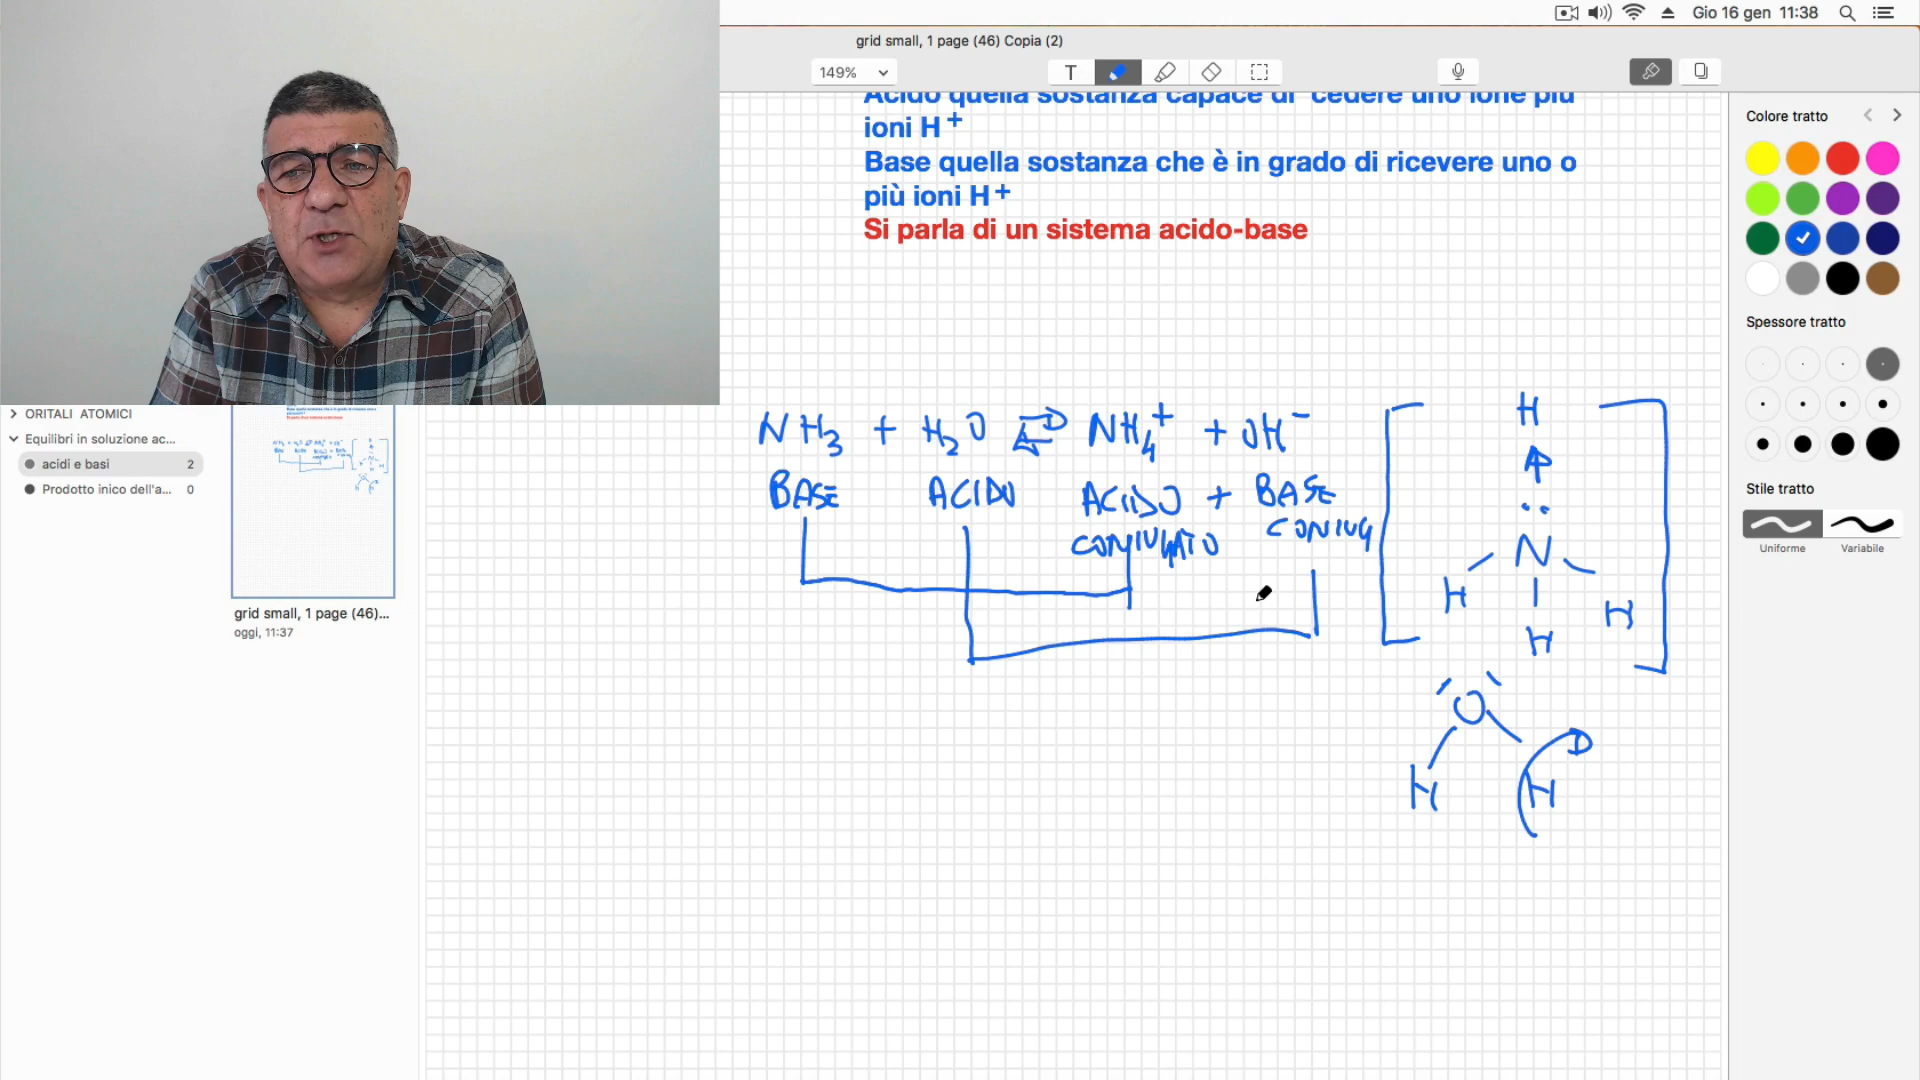 Gio 16 gen 11:38
grid small, 1 page (46) Copia (2)
149%
T
Acido quella sostanza capace di cedere uno ione più
ioni H+
Base quella sostanza che è in grado di ricevere uno o
più ioni H+
Si parla di un sistema acido-base
Colore tratto
Spessore tratto
Stile tratto
Uniforme
Variabile
ORITALI ATOMICI
Equilibri in soluzione ac...
acidi e basi 2
Prodotto inico dell'a... 0
grid small, 1 page (46)...
oggi, 11:37
NH3 + H2O ⇄ NH4+ + OH-
BASE ACIDO ACIDO + BASE
CONIUGATO CONIUG
H
N
H H
H
O
H H